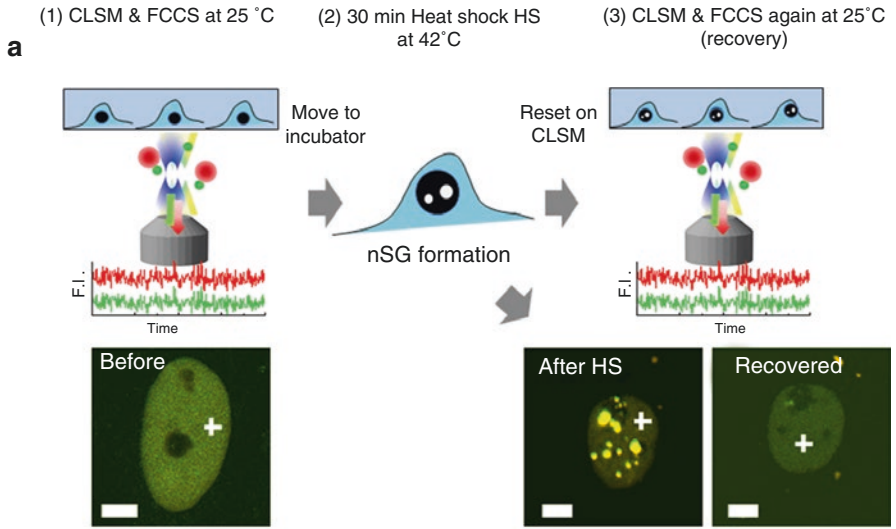 (1) CLSM & FCCS at 25 ˚C
(2) 30 min Heat shock HS
at 42˚C
(3) CLSM & FCCS again at 25˚C
(recovery)
a
Move to
incubator
Reset on
CLSM
nSG formation
F.I.
Time
F.I.
Time
Before
After HS
Recovered